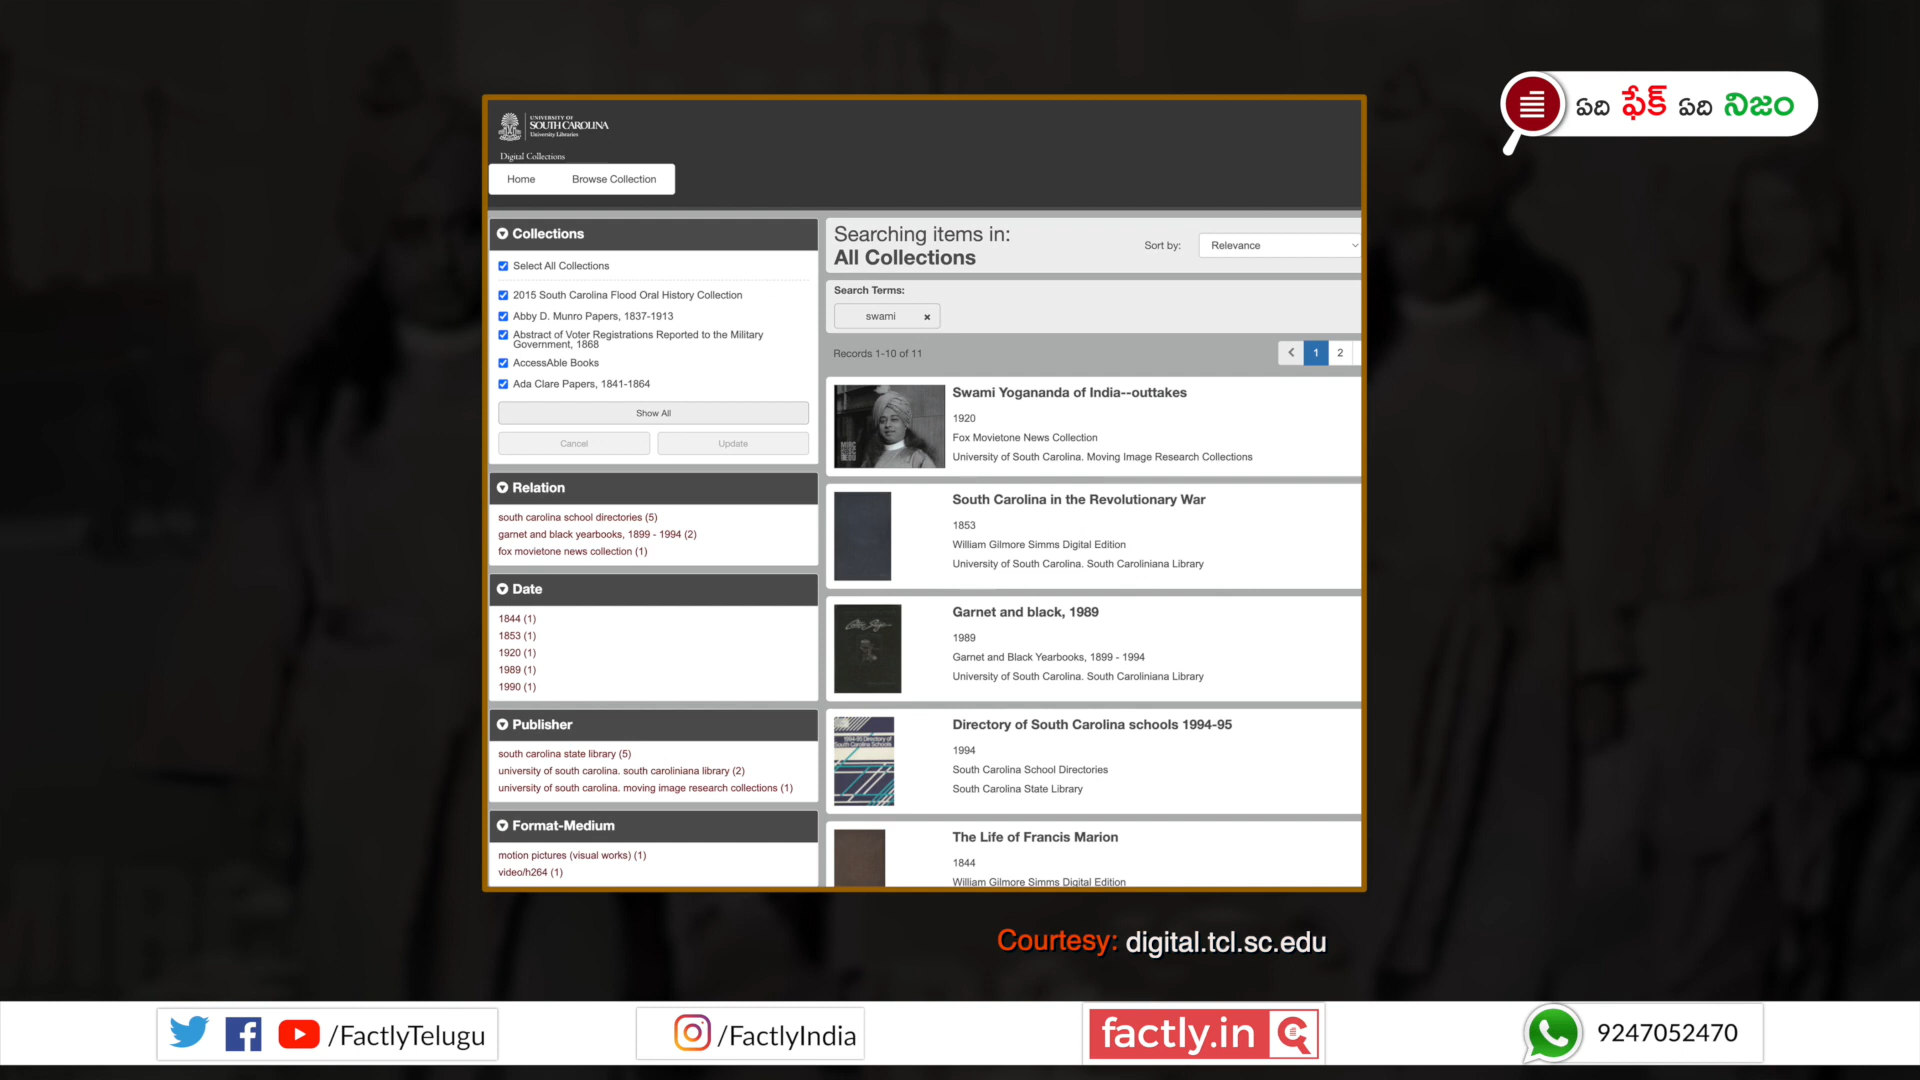 ఏది ఫేక్ ఏది నిజం
UNIVERSITY OF
SOUTH CAROLINA
University Libraries
Digital Collections
Home
Browse Collection
Collections
Select All Collections
2015 South Carolina Flood Oral History Collection
Abby D. Munro Papers, 1837-1913
Abstract of Voter Registrations Reported to the Military
Government, 1868
AccessAble Books
Ada Clare Papers, 1841-1864
Show All
Cancel
Update
Relation
south carolina school directories (5)
garnet and black yearbooks, 1899 - 1994 (2)
fox movietone news collection (1)
Date
1844 (1)
1853 (1)
1920 (1)
1989 (1)
1990 (1)
Publisher
south carolina state library (5)
university of south carolina. south caroliniana library (2)
university of south carolina. moving image research collections (1)
Format-Medium
motion pictures (visual works) (1)
video/h264 (1)
Searching items in:
All Collections
Sort by:
Relevance
Search Terms:
swami
Records 1-10 of 11
1
2
Swami Yogananda of India--outtakes
1920
Fox Movietone News Collection
University of South Carolina. Moving Image Research Collections
South Carolina in the Revolutionary War
1853
William Gilmore Simms Digital Edition
University of South Carolina. South Caroliniana Library
Garnet and black, 1989
1989
Garnet and Black Yearbooks, 1899 - 1994
University of South Carolina. South Caroliniana Library
1994-95 Directory of
South Carolina Schools
Directory of South Carolina schools 1994-95
1994
South Carolina School Directories
South Carolina State Library
The Life of Francis Marion
1844
William Gilmore Simms Digital Edition
Courtesy: digital.tcl.sc.edu
/FactlyTelugu
/FactlyIndia
factly.in
9247052470